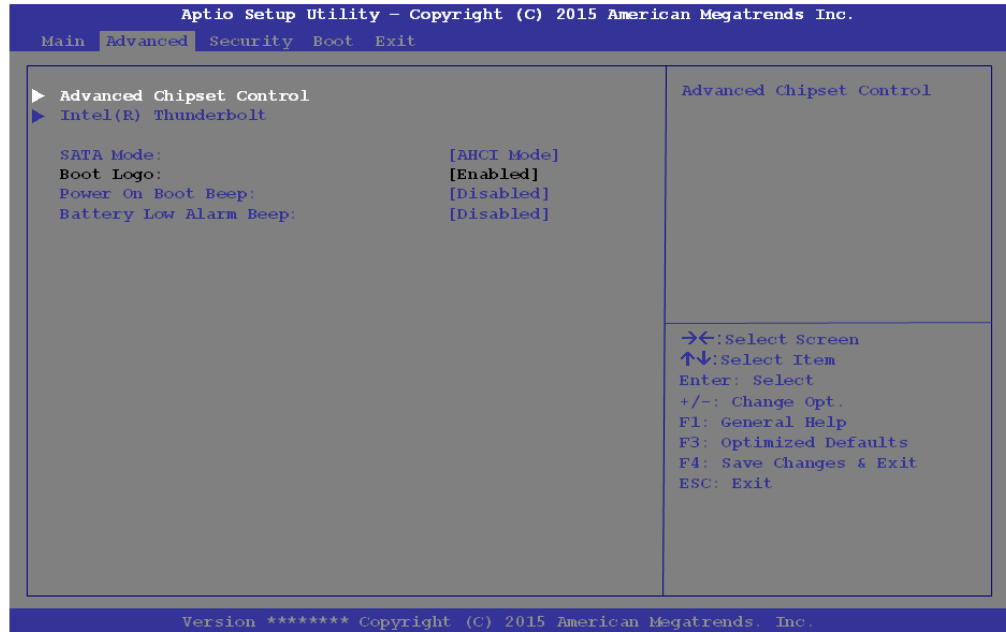 Aptio Setup Utility – Copyright (C) 2015 American Megatrends Inc.
Main Advanced Security Boot Exit
▶ Advanced Chipset Control
▶ Intel(R) Thunderbolt
SATA Mode: [AHCI Mode]
Boot Logo: [Enabled]
Power On Boot Beep: [Disabled]
Battery Low Alarm Beep: [Disabled]
Advanced Chipset Control
→←:Select Screen
↑↓:Select Item
Enter: Select
+/-: Change Opt.
F1: General Help
F3: Optimized Defaults
F4: Save Changes & Exit
ESC: Exit
Version ******** Copyright (C) 2015 American Megatrends. Inc.